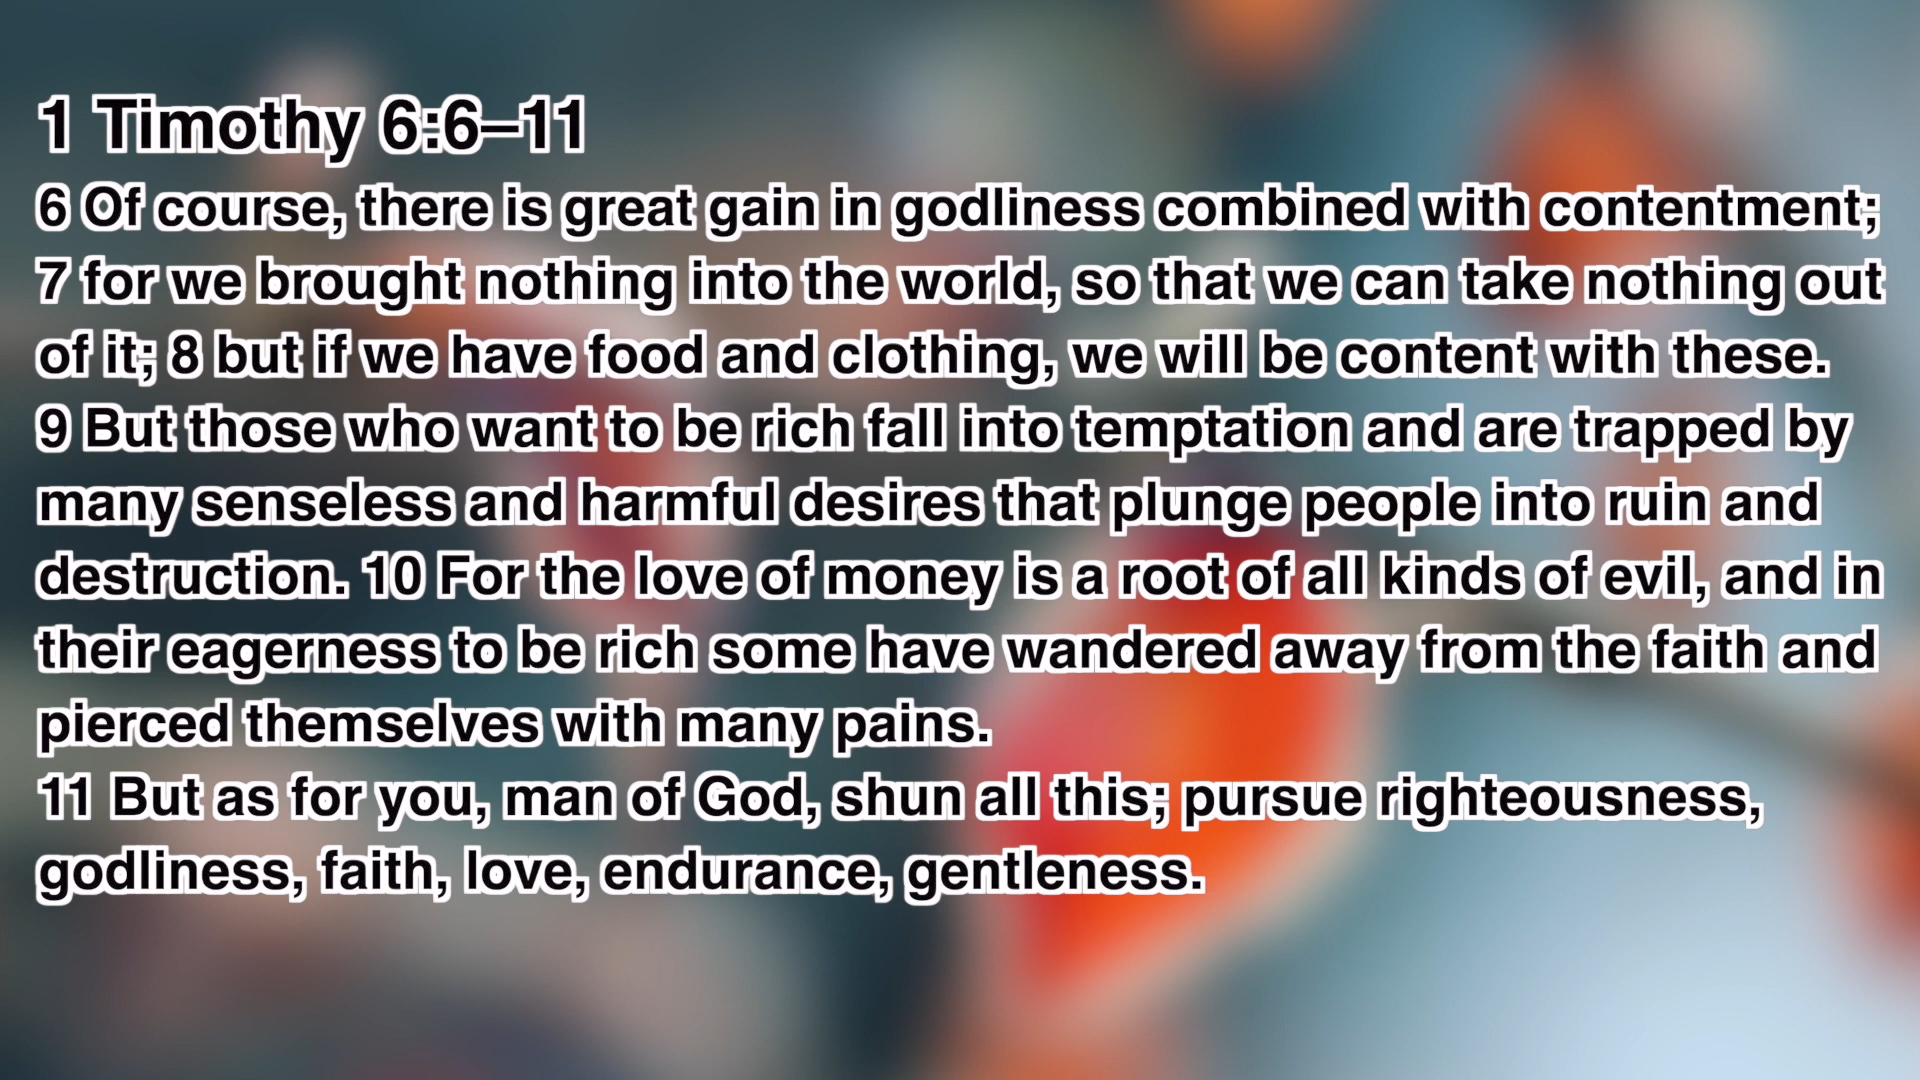 1 Timothy 6:6–11
6 Of course, there is great gain in godliness combined with contentment;
7 for we brought nothing into the world, so that we can take nothing out
of it; 8 but if we have food and clothing, we will be content with these.
9 But those who want to be rich fall into temptation and are trapped by
many senseless and harmful desires that plunge people into ruin and
destruction. 10 For the love of money is a root of all kinds of evil, and in
their eagerness to be rich some have wandered away from the faith and
pierced themselves with many pains.
11 But as for you, man of God, shun all this; pursue righteousness,
godliness, faith, love, endurance, gentleness.